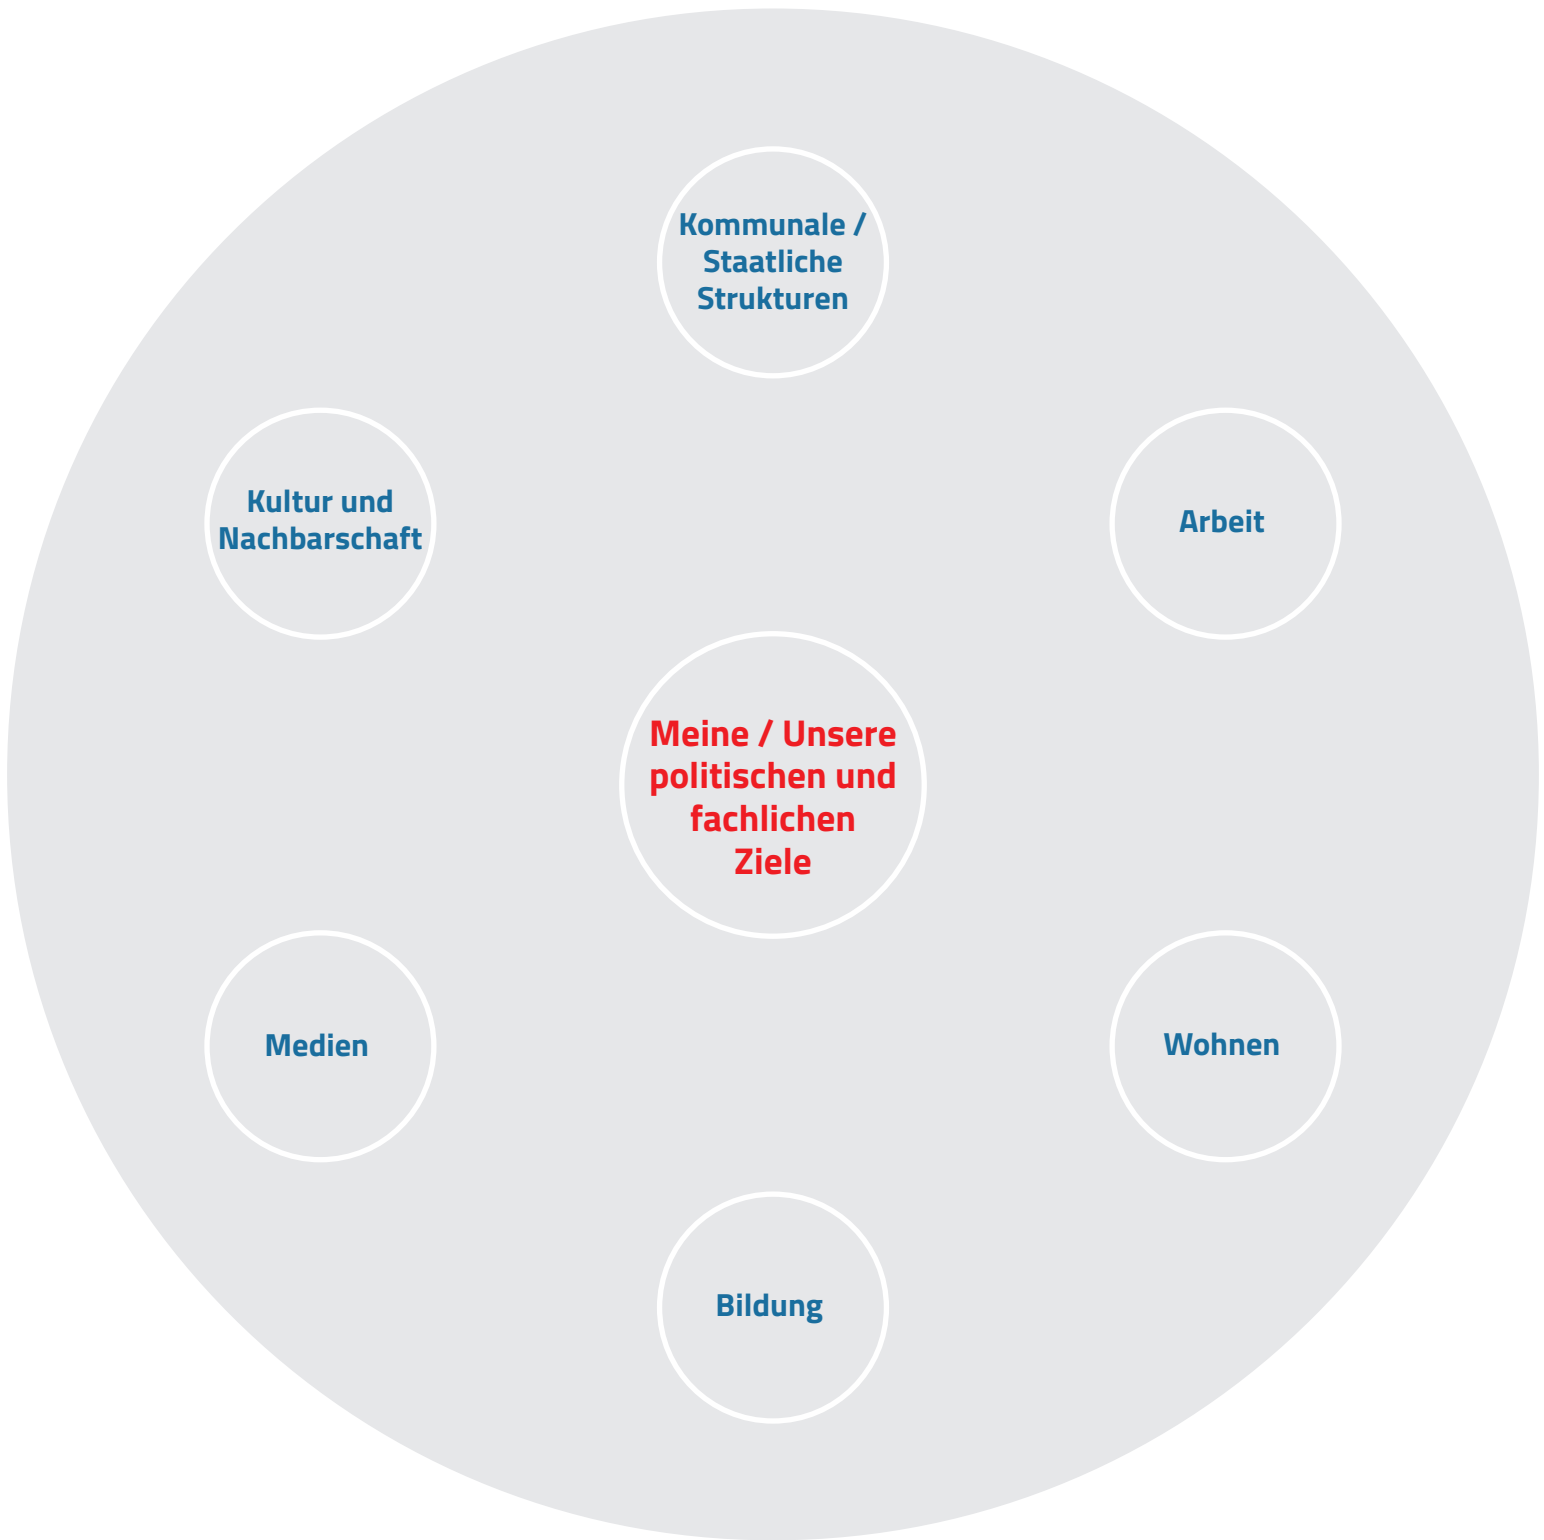 Kommunale /
Staatliche
Strukturen
Kultur und
Nachbarschaft
Arbeit
Meine / Unsere
politischen und
fachlichen
Ziele
Medien
Wohnen
Bildung